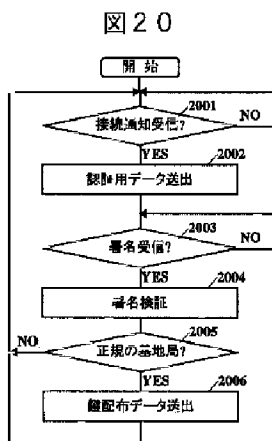 図20
開始
2001
接続通知受信?
NO
YES
2002
認証用データ送出
2003
署名受信?
NO
YES
2004
署名検証
2005
NO
正規の基地局?
YES
2006
鍵配布データ送出